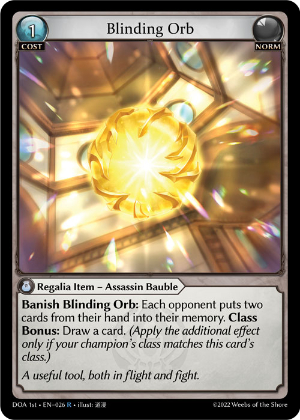 1
Blinding Orb
COST
NORM
Regalia Item – Assassin Bauble
Banish Blinding Orb: Each opponent puts two
cards from their hand into their memory. Class
Bonus: Draw a card. (Apply the additional effect
only if your champion's class matches this card's
class.)
A useful tool, both in flight and fight.
DOA 1st • EN-026 R • illust: 道漫
©2022 Weebs of the Shore